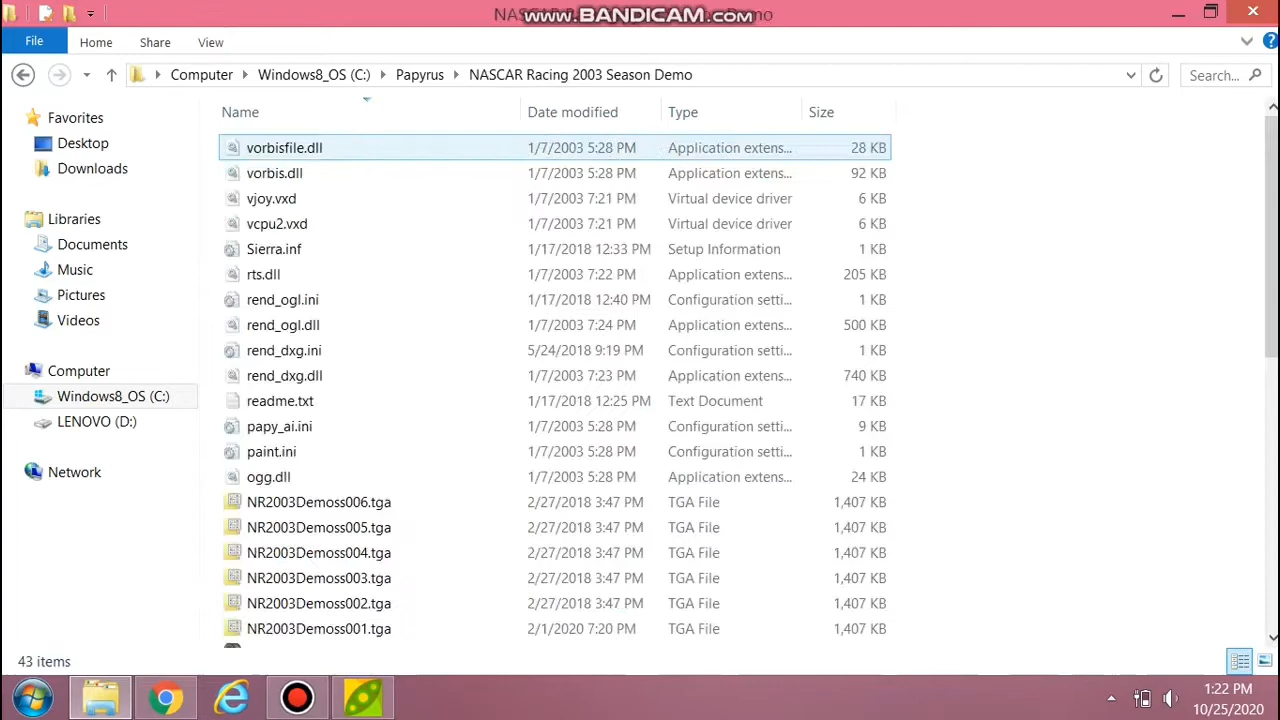 NASCAR Racing 2003 Season Demo
www.BANDICAM.com
File Home Share View
Computer Windows8_OS (C:) Papyrus NASCAR Racing 2003 Season Demo Search...
Favorites
Desktop
Downloads
Libraries
Documents
Music
Pictures
Videos
Computer
Windows8_OS (C:)
LENOVO (D:)
Network
Name Date modified Type Size
vorbisfile.dll 1/7/2003 5:28 PM Application extens... 28 KB
vorbis.dll 1/7/2003 5:28 PM Application extens... 92 KB
vjoy.vxd 1/7/2003 7:21 PM Virtual device driver 6 KB
vcpu2.vxd 1/7/2003 7:21 PM Virtual device driver 6 KB
Sierra.inf 1/17/2018 12:33 PM Setup Information 1 KB
rts.dll 1/7/2003 7:22 PM Application extens... 205 KB
rend_ogl.ini 1/17/2018 12:40 PM Configuration setti... 1 KB
rend_ogl.dll 1/7/2003 7:24 PM Application extens... 500 KB
rend_dxg.ini 5/24/2018 9:19 PM Configuration setti... 1 KB
rend_dxg.dll 1/7/2003 7:23 PM Application extens... 740 KB
readme.txt 1/17/2018 12:25 PM Text Document 17 KB
papy_ai.ini 1/7/2003 5:28 PM Configuration setti... 9 KB
paint.ini 1/7/2003 5:28 PM Configuration setti... 1 KB
ogg.dll 1/7/2003 5:28 PM Application extens... 24 KB
NR2003Demoss006.tga 2/27/2018 3:47 PM TGA File 1,407 KB
NR2003Demoss005.tga 2/27/2018 3:47 PM TGA File 1,407 KB
NR2003Demoss004.tga 2/27/2018 3:47 PM TGA File 1,407 KB
NR2003Demoss003.tga 2/27/2018 3:47 PM TGA File 1,407 KB
NR2003Demoss002.tga 2/27/2018 3:47 PM TGA File 1,407 KB
NR2003Demoss001.tga 2/1/2020 7:20 PM TGA File 1,407 KB
43 items
1:22 PM
10/25/2020